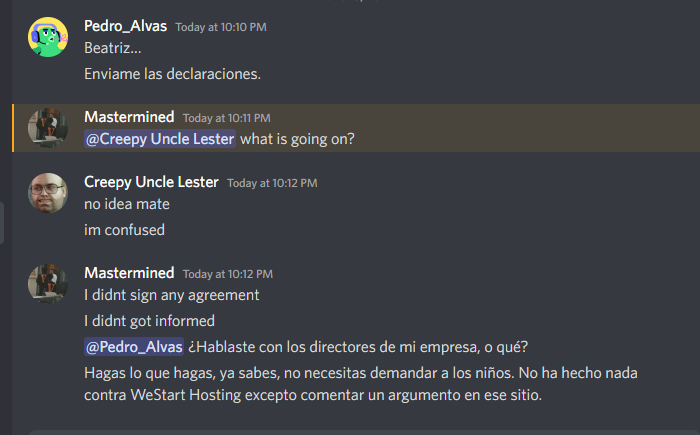 Pedro_Alvas Today at 10:10 PM
Beatriz...
Enviame las declaraciones.
Mastermined Today at 10:11 PM
@Creepy Uncle Lester what is going on?
Creepy Uncle Lester Today at 10:12 PM
no idea mate
im confused
Mastermined Today at 10:12 PM
I didnt sign any agreement
I didnt got informed
@Pedro_Alvas ¿Hablaste con los directores de mi empresa, o qué?
Hagas lo que hagas, ya sabes, no necesitas demandar a los niños. No ha hecho nada
contra WeStart Hosting excepto comentar un argumento en ese sitio.